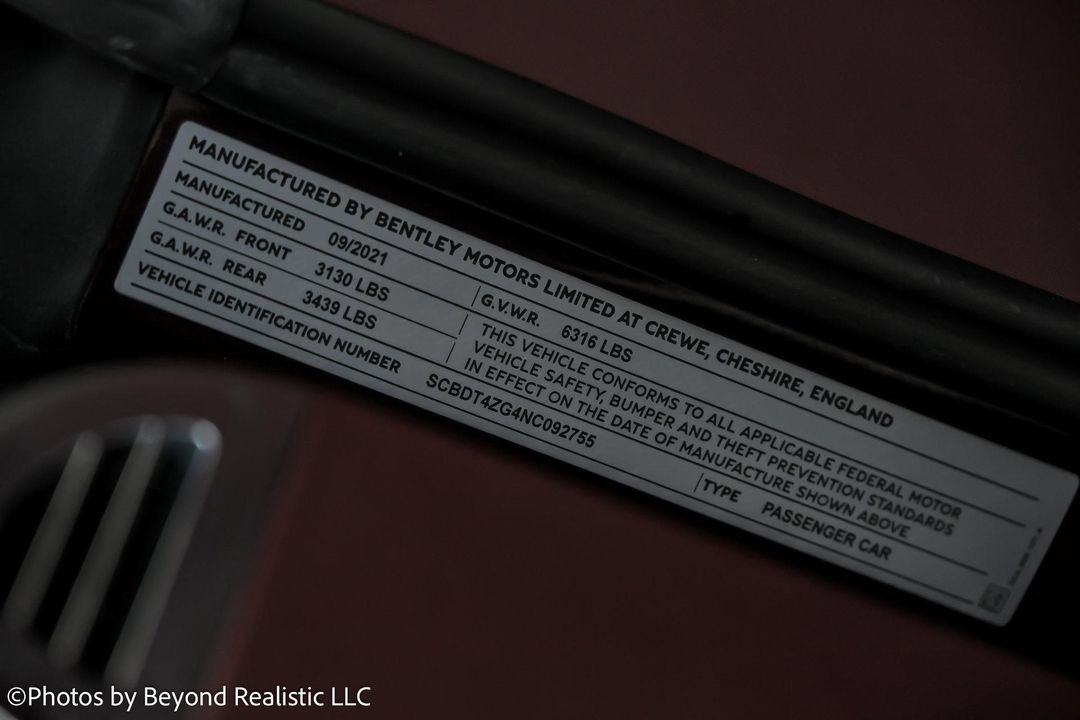 MANUFACTURED BY BENTLEY MOTORS LIMITED AT CREWE, CHESHIRE, ENGLAND
MANUFACTURED 09/2021
G.A.W.R. FRONT 3130 LBS G.V.W.R. 6316 LBS
G.A.W.R. REAR 3439 LBS
THIS VEHICLE CONFORMS TO ALL APPLICABLE FEDERAL MOTOR
VEHICLE SAFETY, BUMPER AND THEFT PREVENTION STANDARDS
IN EFFECT ON THE DATE OF MANUFACTURE SHOWN ABOVE
VEHICLE IDENTIFICATION NUMBER SCBDT4ZG4NC092755 TYPE PASSENGER CAR
©Photos by Beyond Realistic LLC